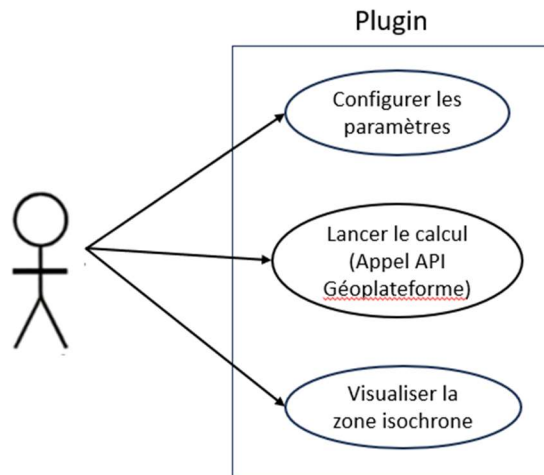 Plugin
Configurer les
paramètres
Lancer le calcul
(Appel API
Géoplateforme)
Visualiser la
zone isochrone